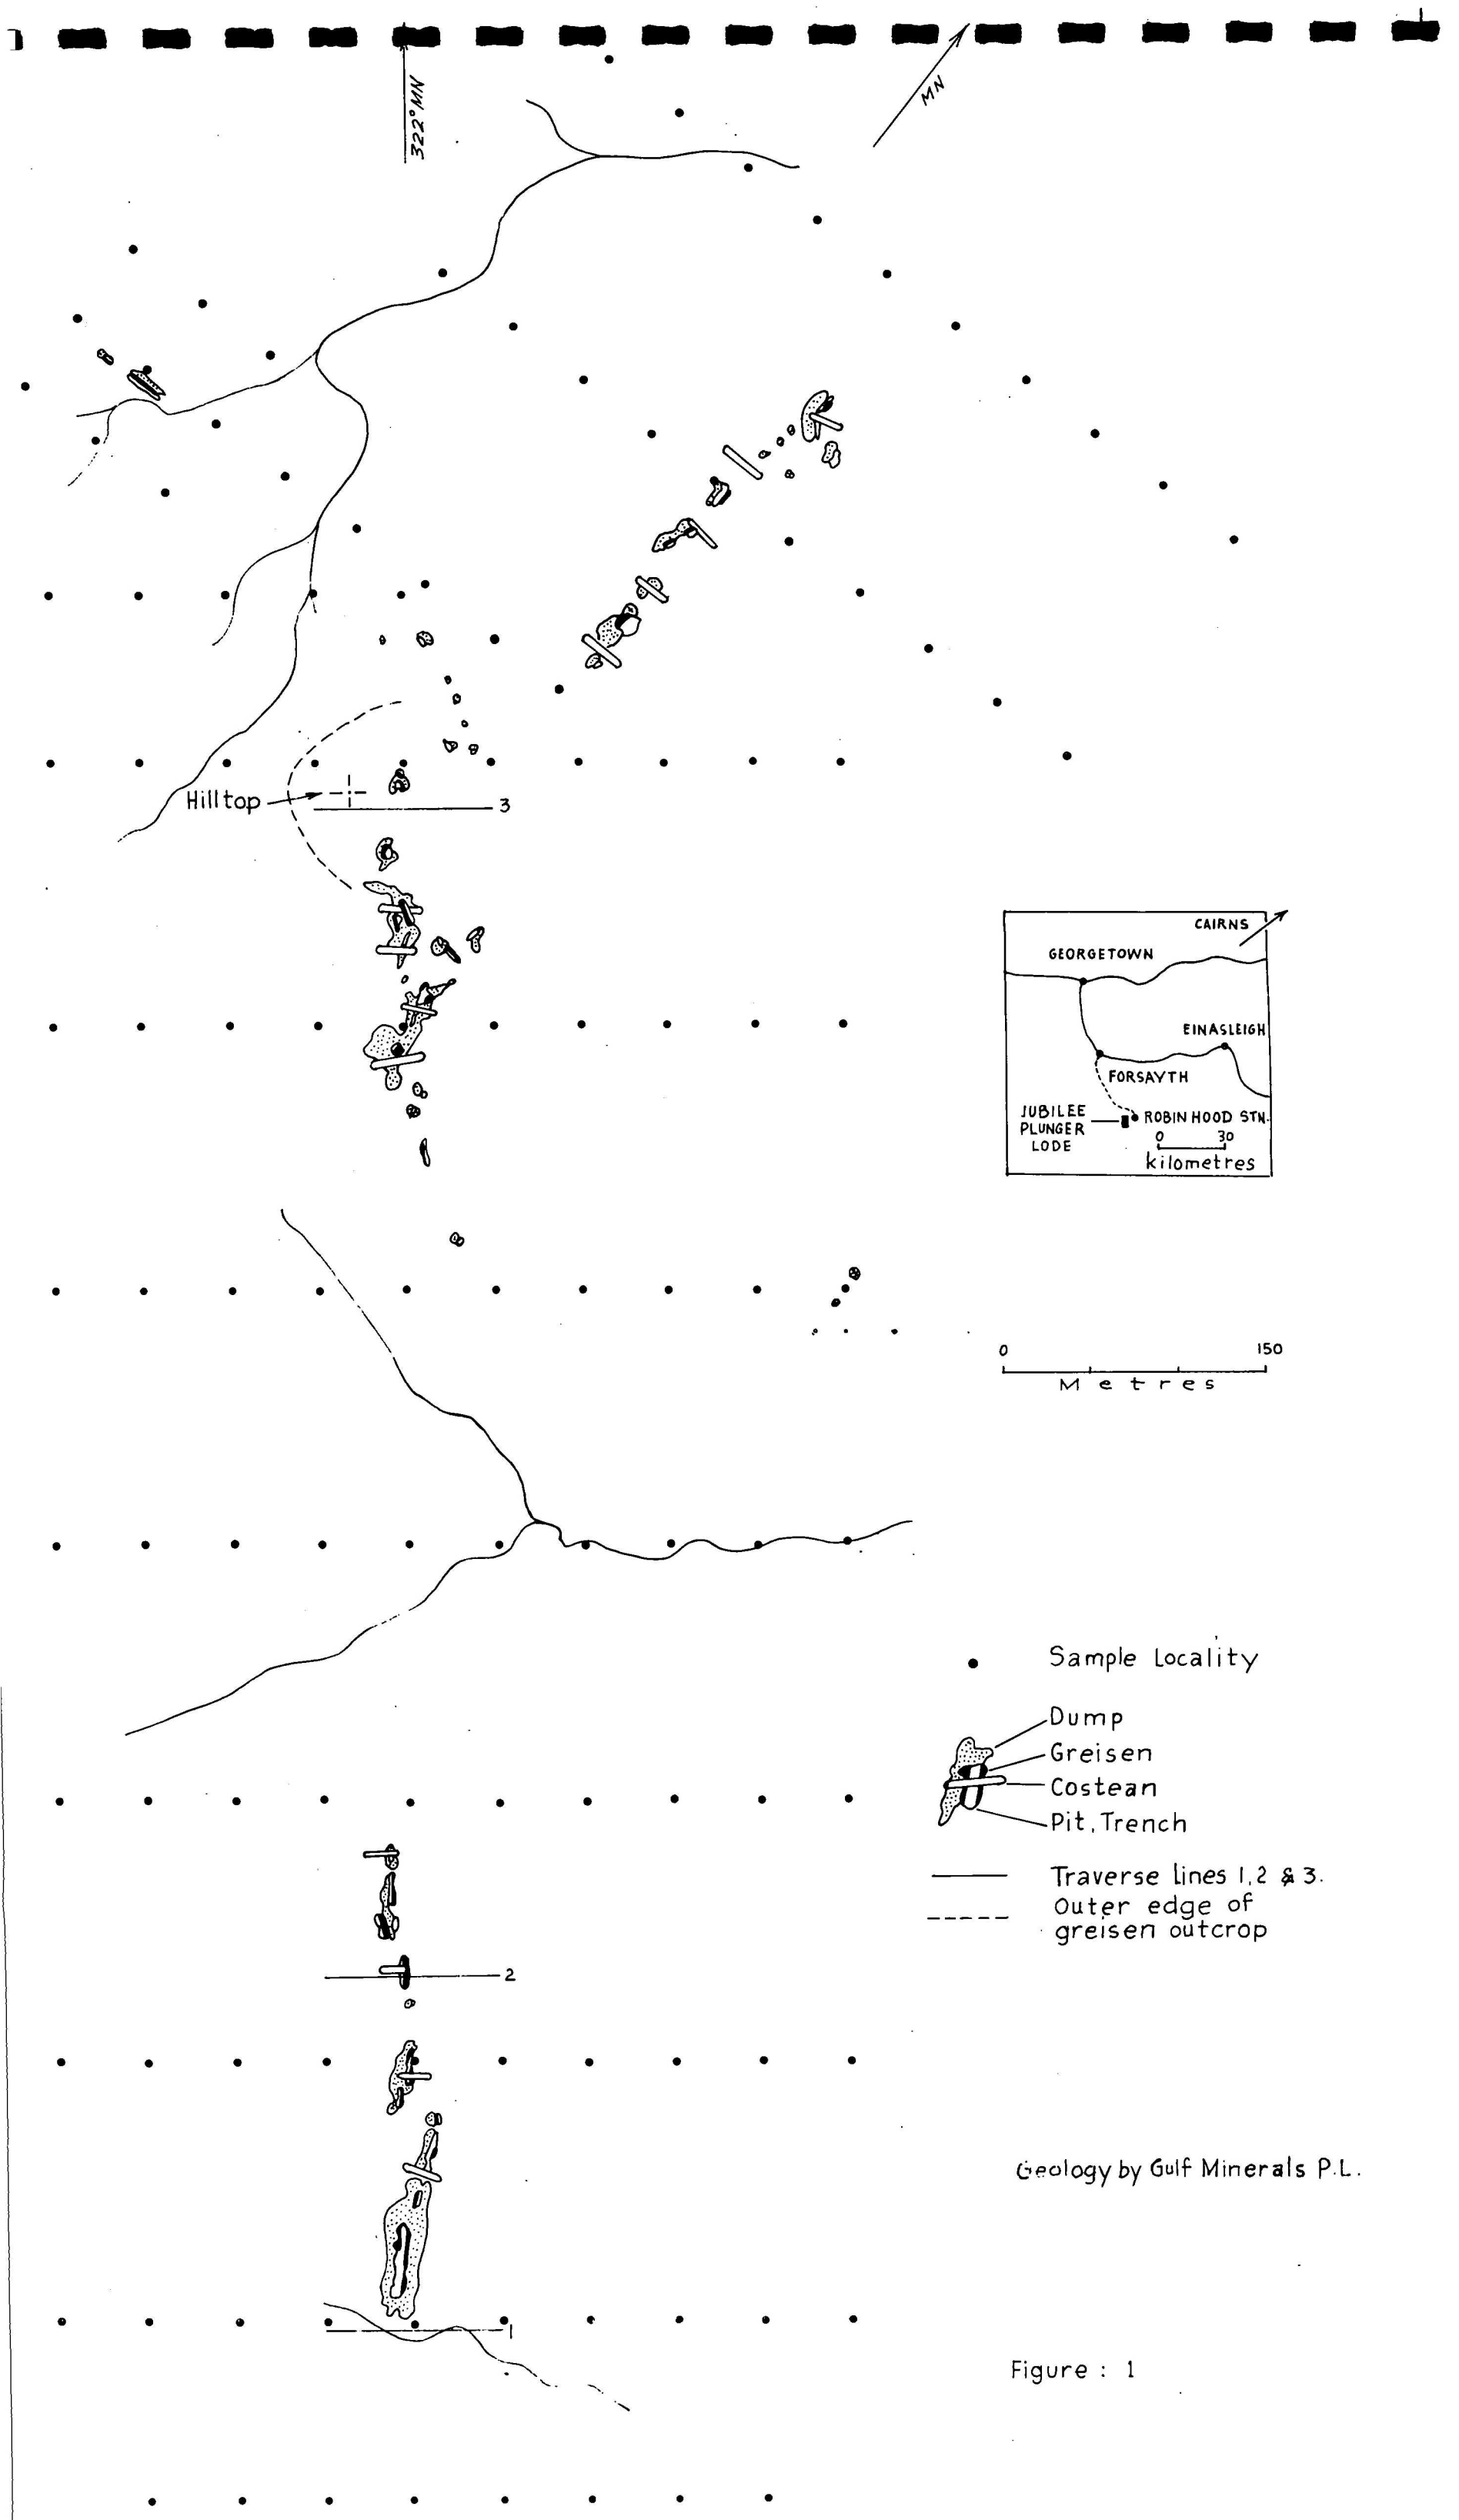 322° MN
MN
Hilltop
3
CAIRNS
GEORGETOWN
EINASLEIGH
FORSAYTH
JUBILEE
PLUNGER
LODE
ROBIN HOOD STN.
0 30
kilometres
0 150
Metres
Sample Locality
Dump
Greisen
Costean
Pit, Trench
Traverse lines 1, 2 & 3.
Outer edge of
greisen outcrop
2
Geology by Gulf Minerals P.L.
1
Figure : 1